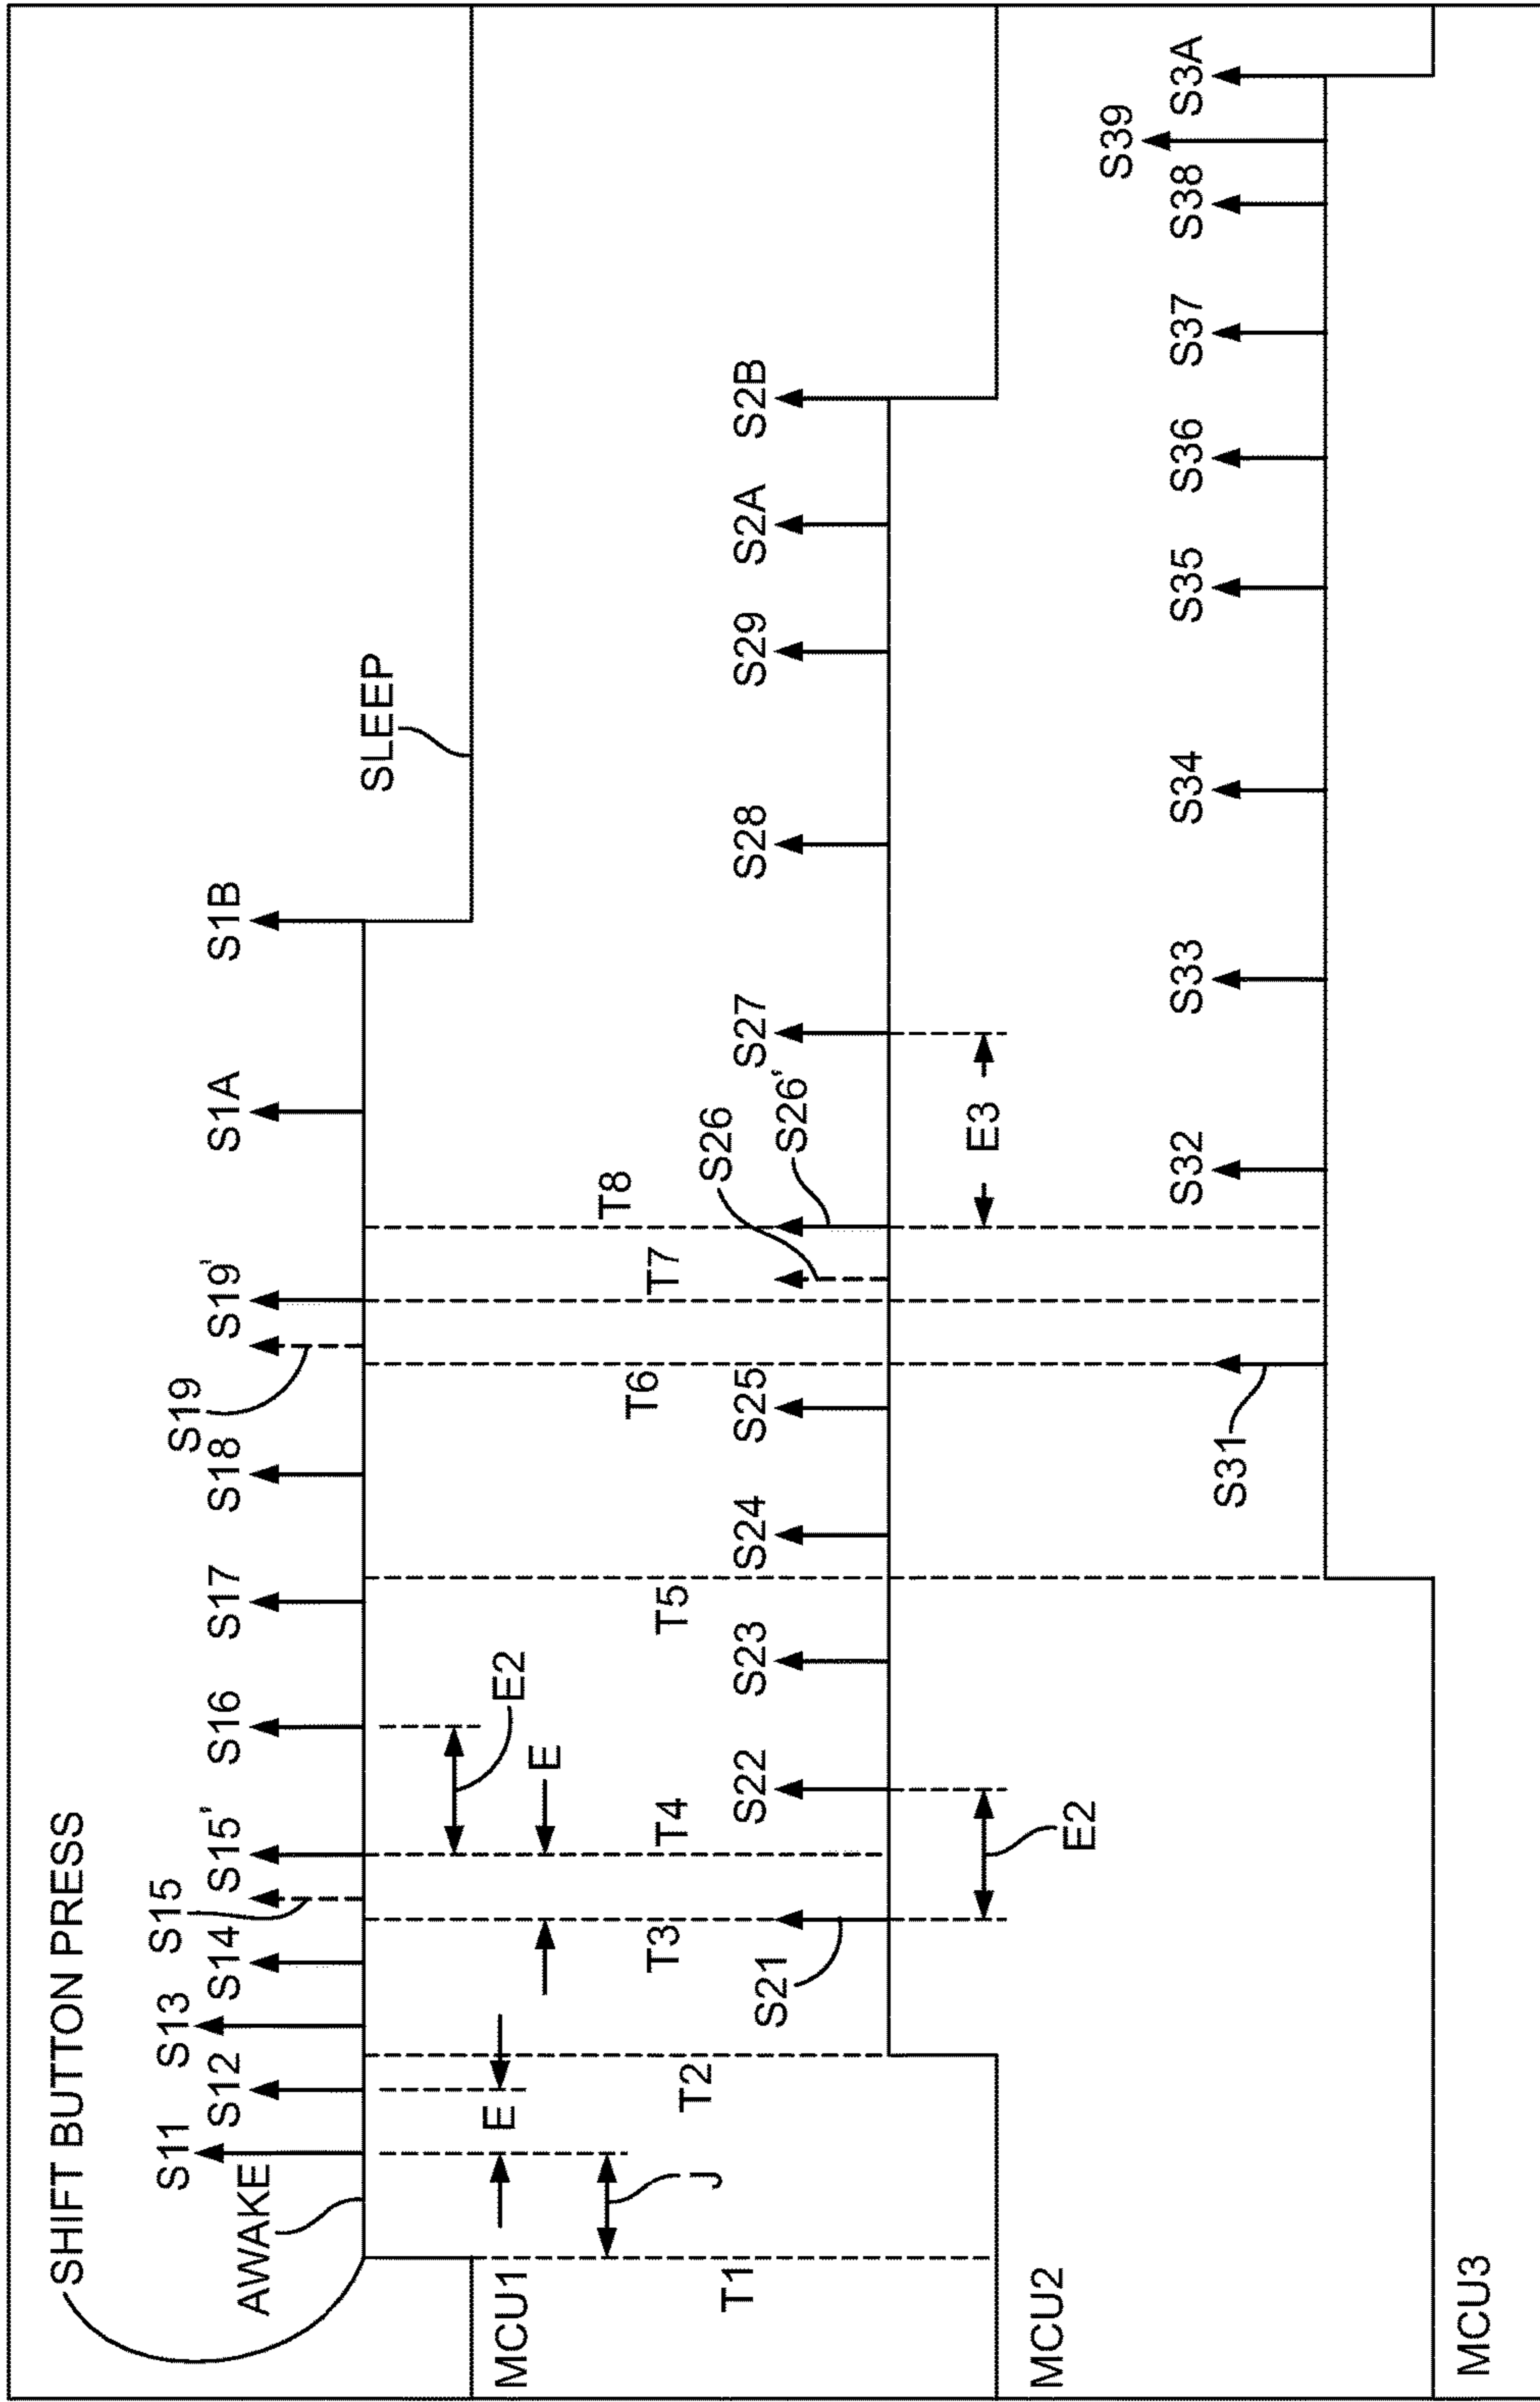 SHIFT BUTTON PRESS
AWAKE
S11
S12
S13
S14
S15
S15'
S16
S17
S18
S19
S19'
S1A
S1B
SLEEP
MCU1
E
J
E
E2
T1
T2
T3
T4
T5
T6
T7
T8
S21
S22
S23
S24
S25
S26
S26'
S27
S28
S29
S2A
S2B
MCU2
E2
E3
S31
S32
S33
S34
S35
S36
S37
S38
S39
S3A
MCU3